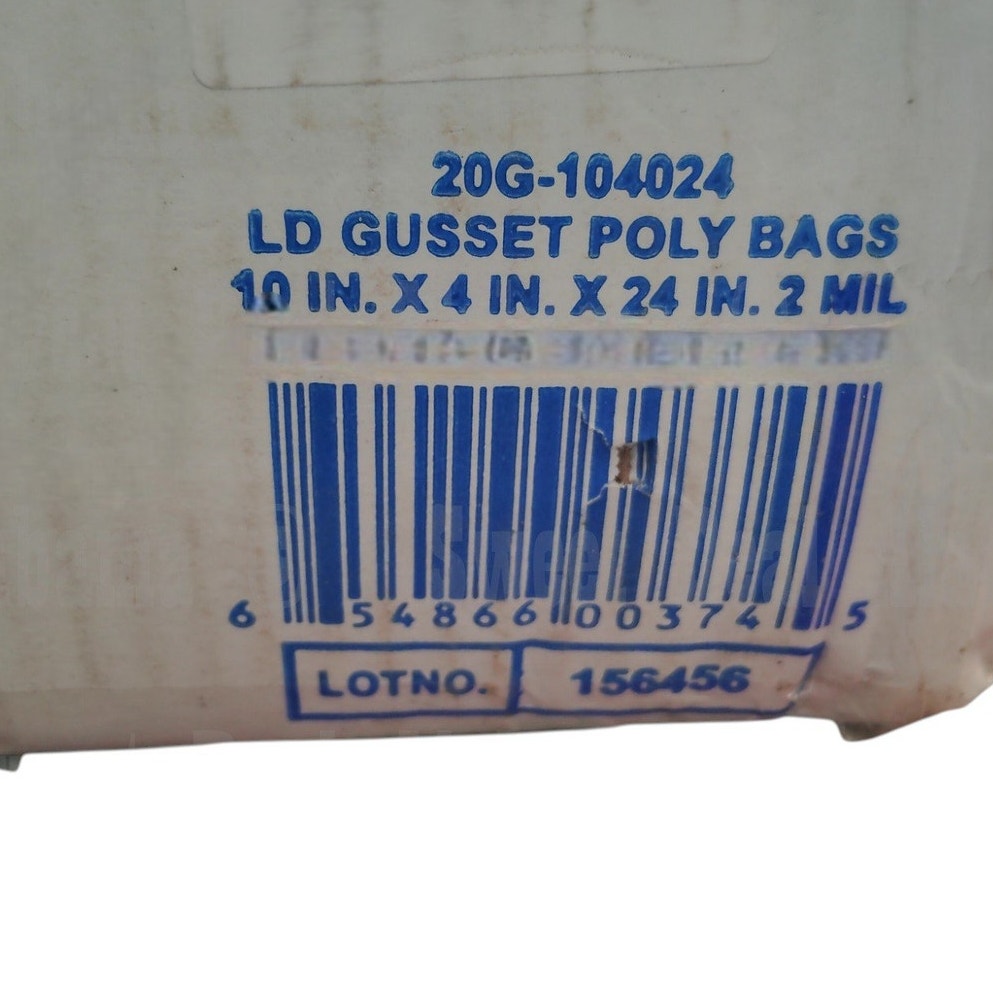 20G-104024
LD GUSSET POLY BAGS
10 IN. X 4 IN. X 24 IN. 2 MIL
6 54866 00374 5
LOTNO. 156456